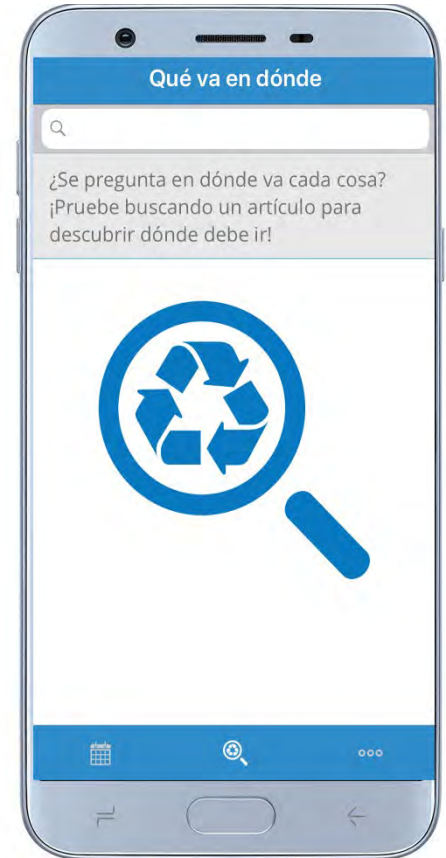 Qué va en dónde
¿Se pregunta en dónde va cada cosa?
¡Pruebe buscando un artículo para
descubrir dónde debe ir!